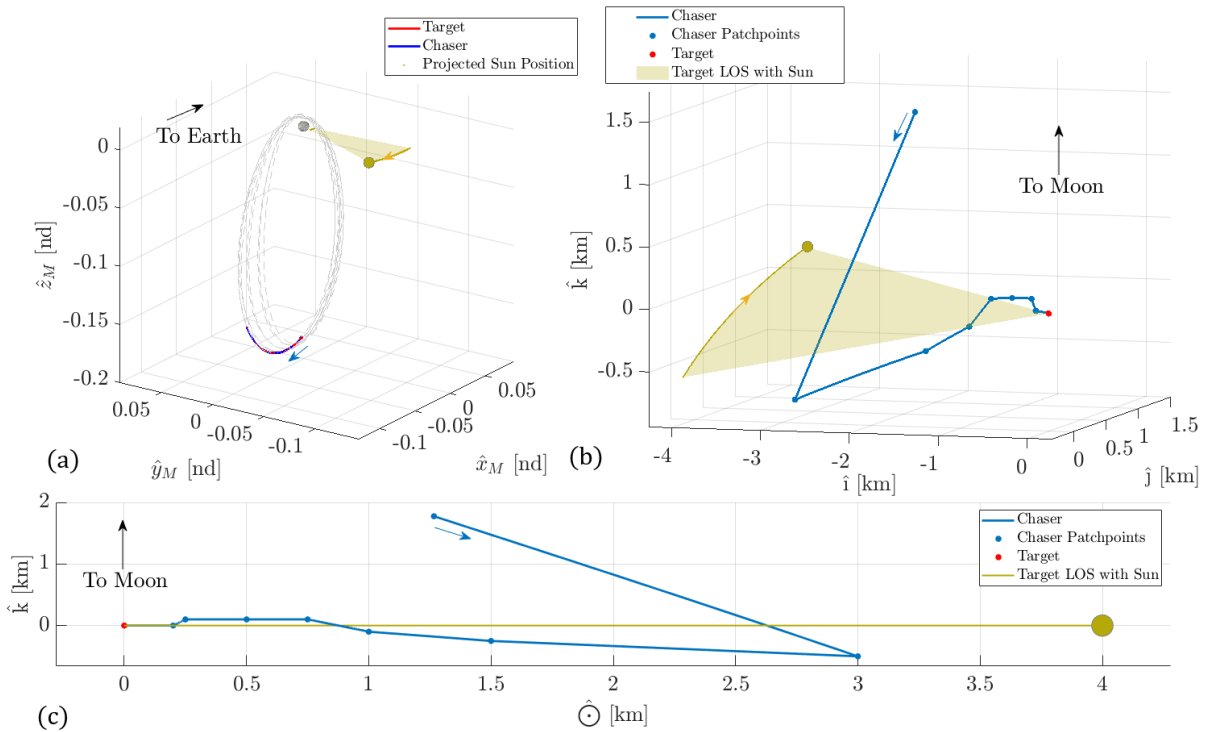 Target
Chaser
Projected Sun Position
To Earth
0
-0.05
-0.1
-0.15
-0.2
ẑ_M [nd]
0.05
0
-0.05
-0.1
ŷ_M [nd]
0.05
0
-0.05
-0.1
x̂_M [nd]
(a)
Chaser
Chaser Patchpoints
Target
Target LOS with Sun
To Moon
1.5
1
0.5
0
-0.5
k̂ [km]
-4
-3
-2
-1
0
î [km]
0
0.5
1
1.5
ĵ [km]
(b)
Chaser
Chaser Patchpoints
Target
Target LOS with Sun
To Moon
2
1
0
k̂ [km]
0
0.5
1
1.5
2
2.5
3
3.5
4
⊙̂ [km]
(c)